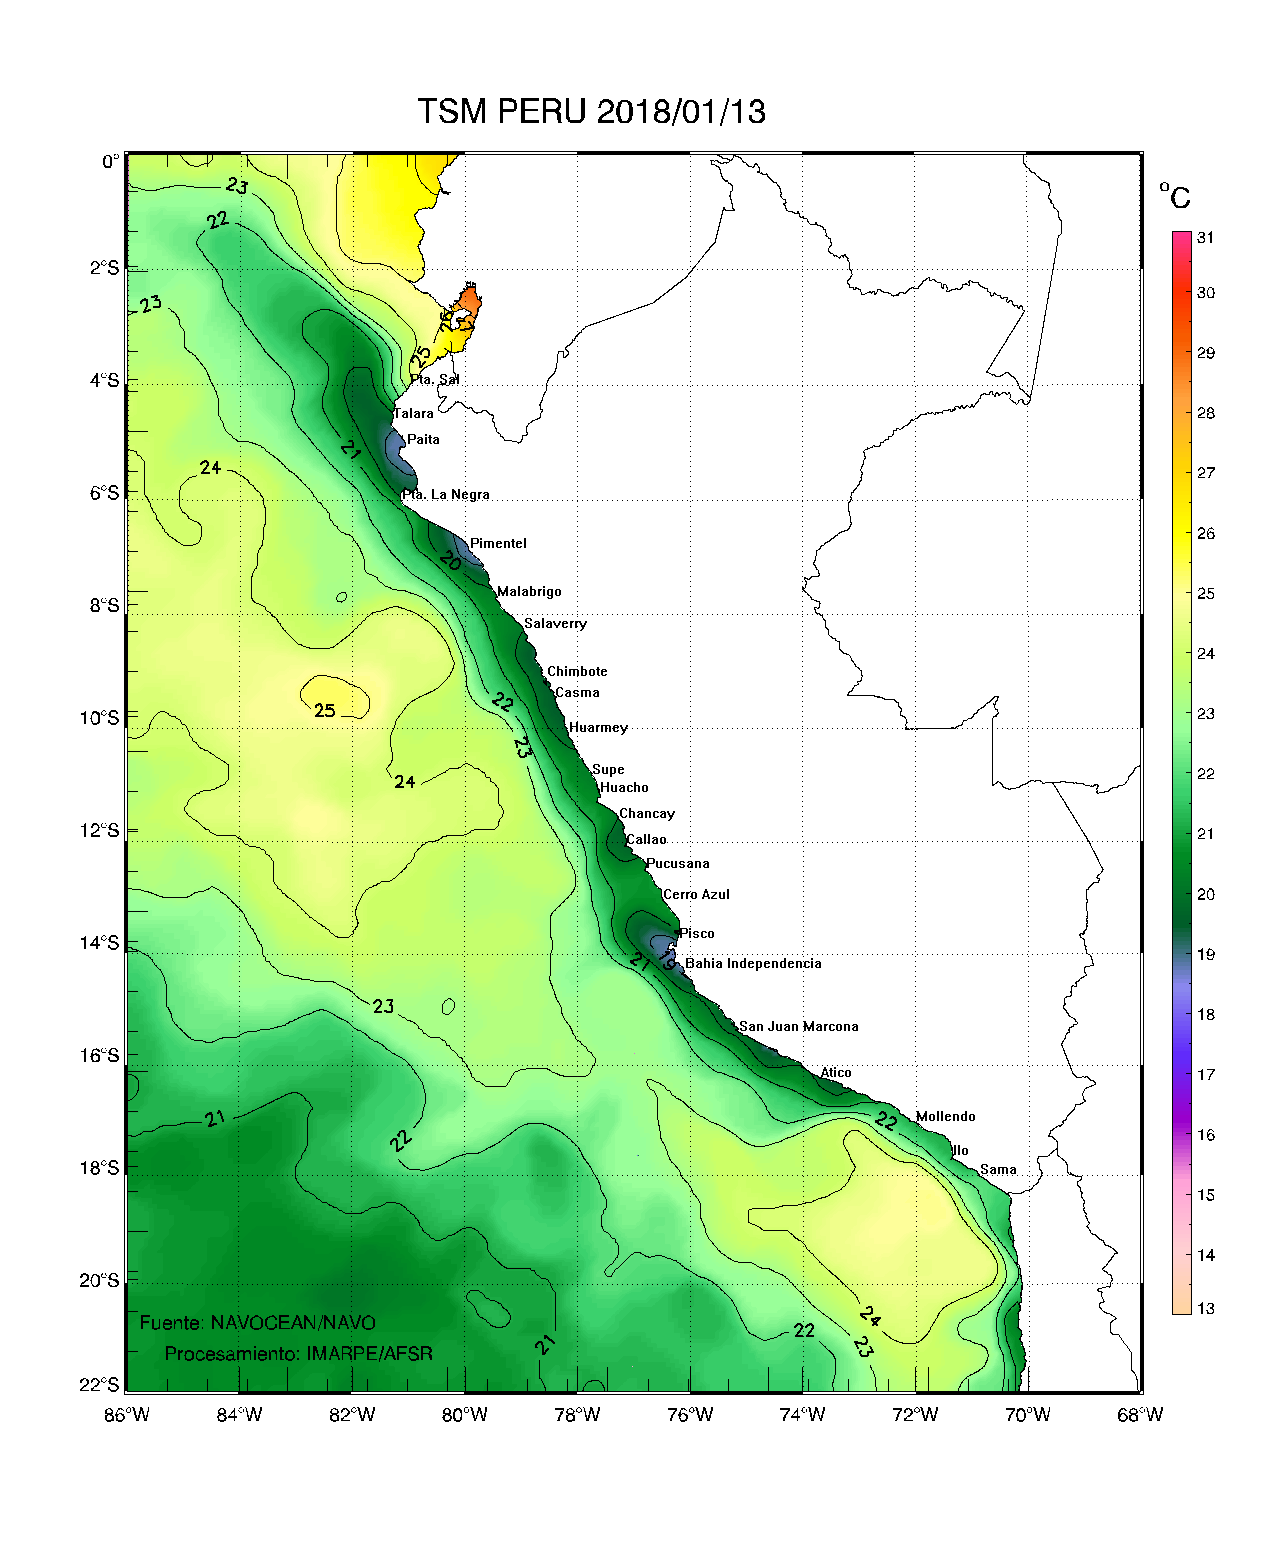 TSM PERU 2018/01/13
°C
0°
2°S
4°S
6°S
8°S
10°S
12°S
14°S
16°S
18°S
20°S
22°S
86°W
84°W
82°W
80°W
78°W
76°W
74°W
72°W
70°W
68°W
31
30
29
28
27
26
25
24
23
22
21
20
19
18
17
16
15
14
13
23
22
23
26
25
Pta. Sal
Talara
Paita
21
24
Pta. La Negra
Pimentel
20
Malabrigo
Salaverry
Chimbote
Casma
22
25
Huarmey
23
Supe
24
Huacho
Chancay
Callao
Pucusana
Cerro Azul
Pisco
21
19
Bahia Independencia
23
San Juan Marcona
Atico
21
22
22
Mollendo
Ilo
Sama
24
22
23
21
Fuente: NAVOCEAN/NAVO
Procesamiento: IMARPE/AFSR